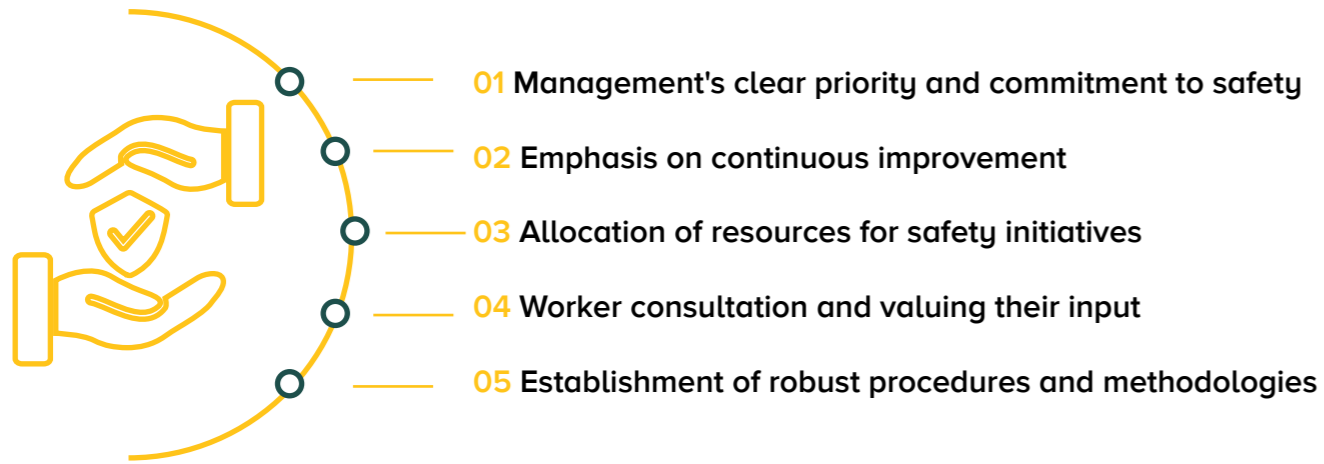 01 Management's clear priority and commitment to safety
02 Emphasis on continuous improvement
03 Allocation of resources for safety initiatives
04 Worker consultation and valuing their input
05 Establishment of robust procedures and methodologies